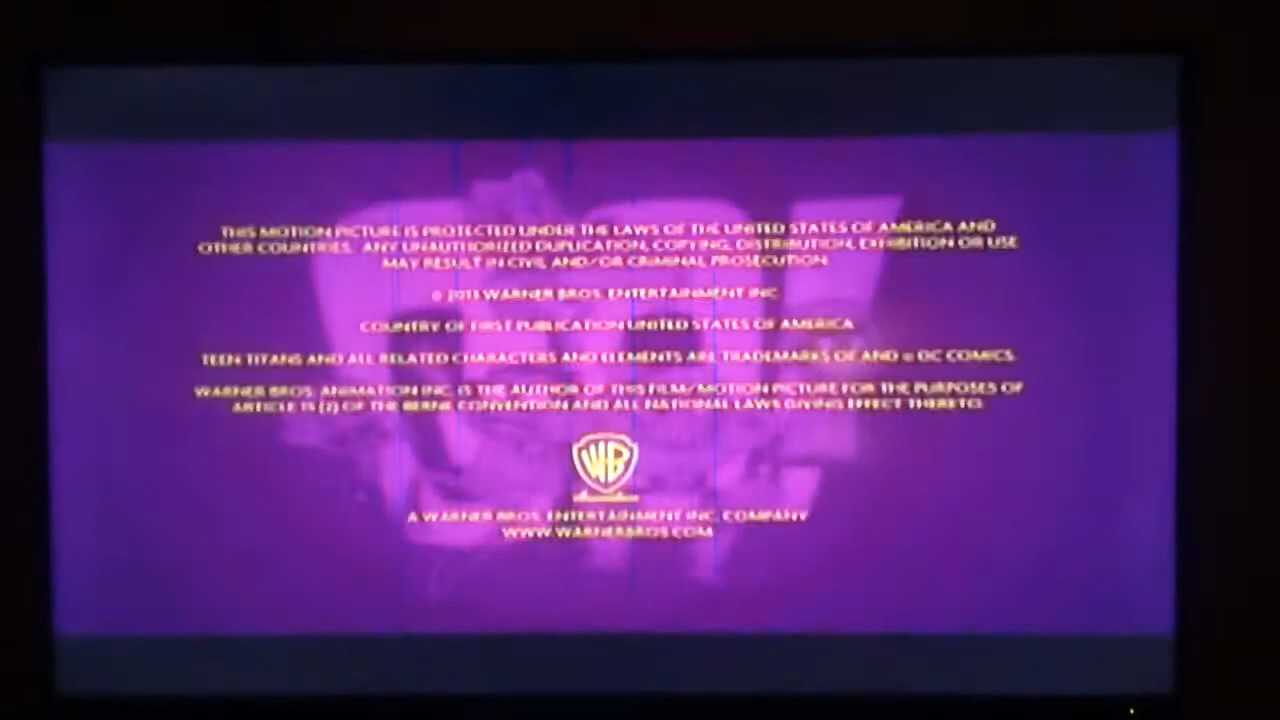 THIS MOTION PICTURE IS PROTECTED UNDER THE LAWS OF THE UNITED STATES OF AMERICA AND
OTHER COUNTRIES. ANY UNAUTHORIZED DUPLICATION, COPYING, DISTRIBUTION, EXHIBITION OR USE
MAY RESULT IN CIVIL AND/OR CRIMINAL PROSECUTION.
© WARNER BROS. ENTERTAINMENT INC.
COUNTRY OF FIRST PUBLICATION UNITED STATES OF AMERICA
TEEN TITANS AND ALL RELATED CHARACTERS AND ELEMENTS ARE TRADEMARKS OF AND © DC COMICS.
WARNER BROS. ANIMATION INC. IS THE AUTHOR OF THIS FILM/MOTION PICTURE FOR THE PURPOSES OF
ARTICLE 15 (2) OF THE BERNE CONVENTION AND ALL NATIONAL LAWS GIVING EFFECT THERETO.
WB
A WARNER BROS. ENTERTAINMENT INC. COMPANY
WWW.WARNERBROS.COM